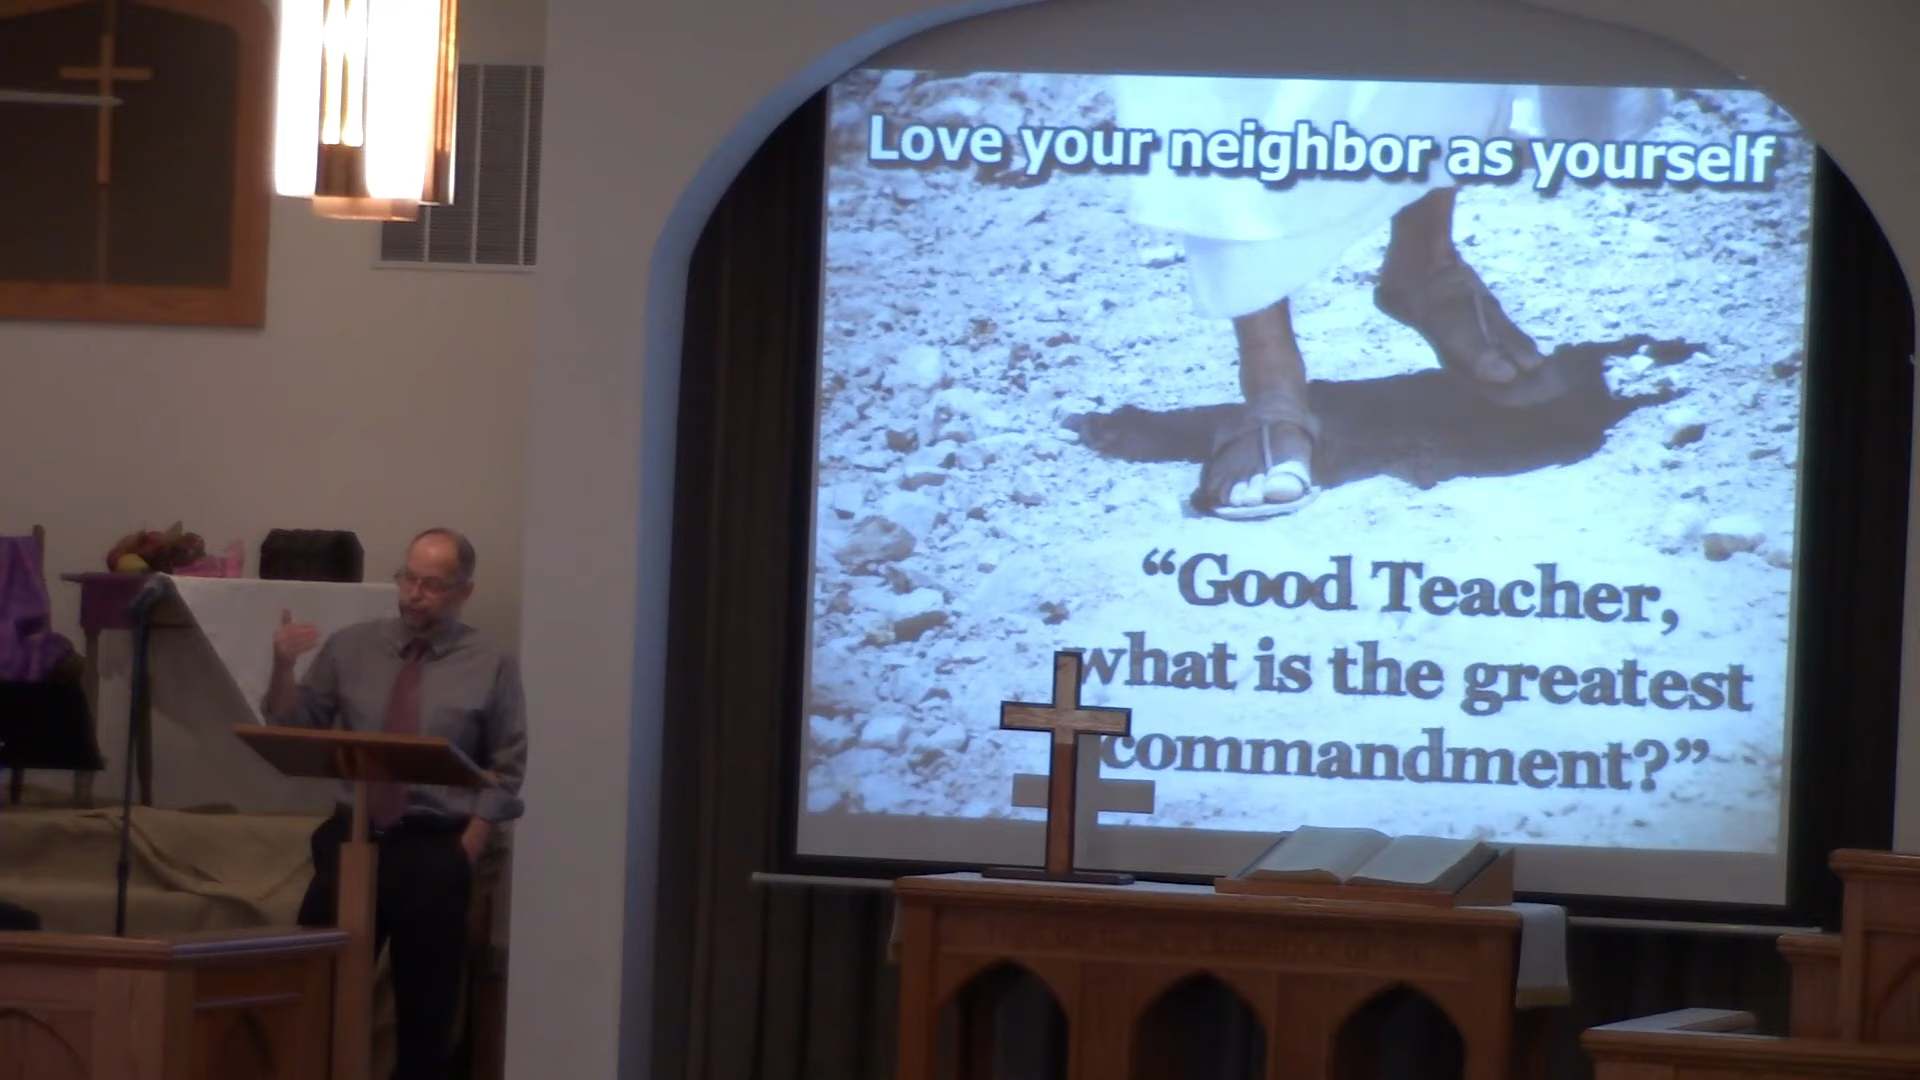 Love your neighbor as yourself
“Good Teacher,
what is the greatest
commandment?”